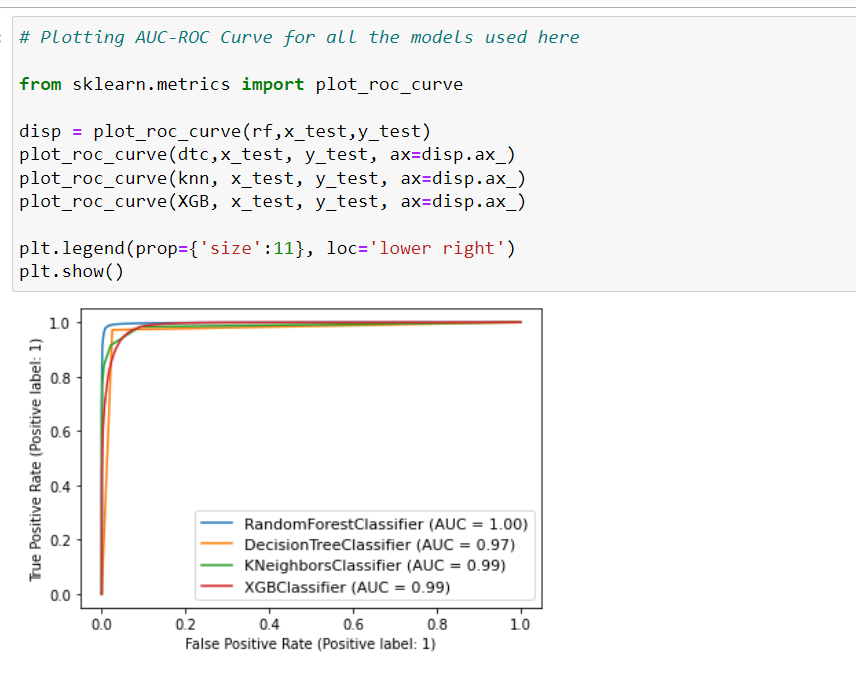 # Plotting AUC-ROC Curve for all the models used here
from sklearn.metrics import plot_roc_curve
disp = plot_roc_curve(rf,x_test,y_test)
plot_roc_curve(dtc,x_test, y_test, ax=disp.ax_)
plot_roc_curve(knn, x_test, y_test, ax=disp.ax_)
plot_roc_curve(XGB, x_test, y_test, ax=disp.ax_)
plt.legend(prop={'size':11}, loc='lower right')
plt.show()
True Positive Rate (Positive label: 1)
1.0
0.8
0.6
0.4
0.2
0.0
RandomForestClassifier (AUC = 1.00)
DecisionTreeClassifier (AUC = 0.97)
KNeighborsClassifier (AUC = 0.99)
XGBClassifier (AUC = 0.99)
0.0 0.2 0.4 0.6 0.8 1.0
False Positive Rate (Positive label: 1)